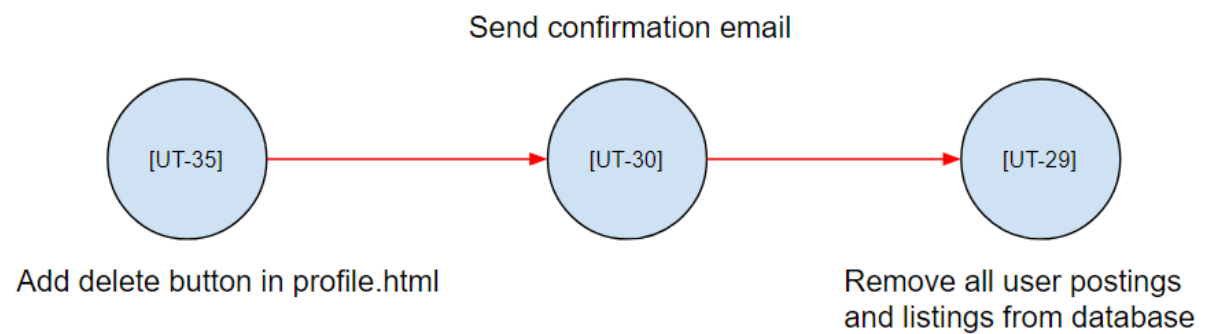 Send confirmation email
[UT-35]
[UT-30]
[UT-29]
Add delete button in profile.html
Remove all user postings
and listings from database